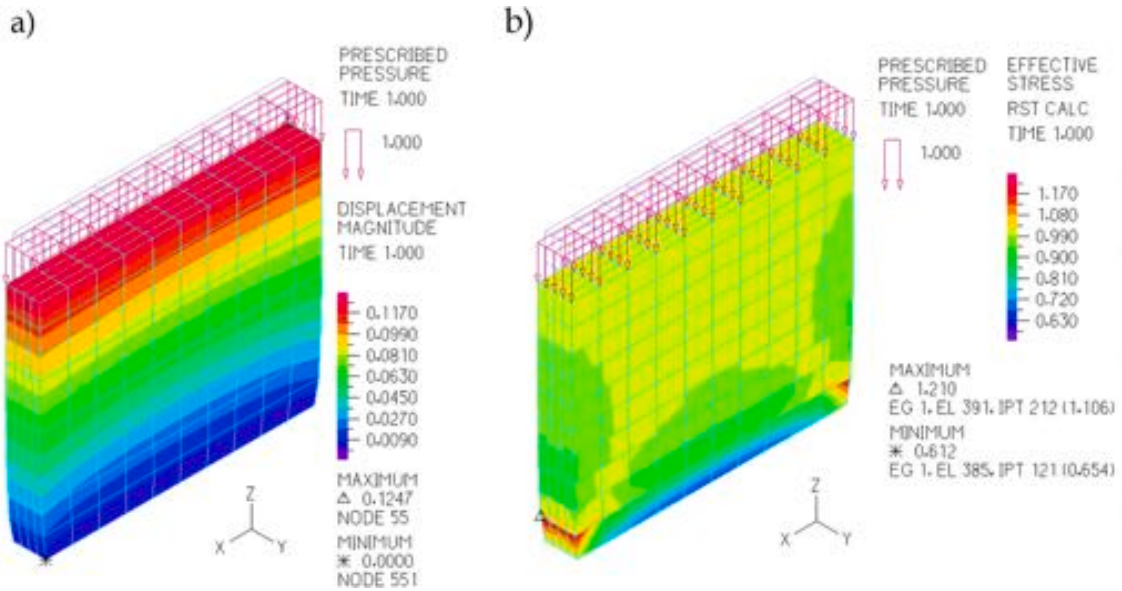 a)
PRESCRIBED
PRESSURE
TIME 1.000
1.000
DISPLACEMENT
MAGNITUDE
TIME 1.000
0.1170
0.0990
0.0810
0.0630
0.0450
0.0270
0.0090
MAXIMUM
Δ 0.1247
NODE 55
MINIMUM
✳ 0.0000
NODE 551
Z
X
Y
b)
PRESCRIBED
PRESSURE
TIME 1.000
1.000
EFFECTIVE
STRESS
RST CALC
TIME 1.000
1.170
1.080
0.990
0.900
0.810
0.720
0.630
MAXIMUM
Δ 1.210
EG 1, EL 391, IPT 212 (1.106)
MINIMUM
✳ 0.612
EG 1, EL 385, IPT 121 (0.654)
Z
X
Y